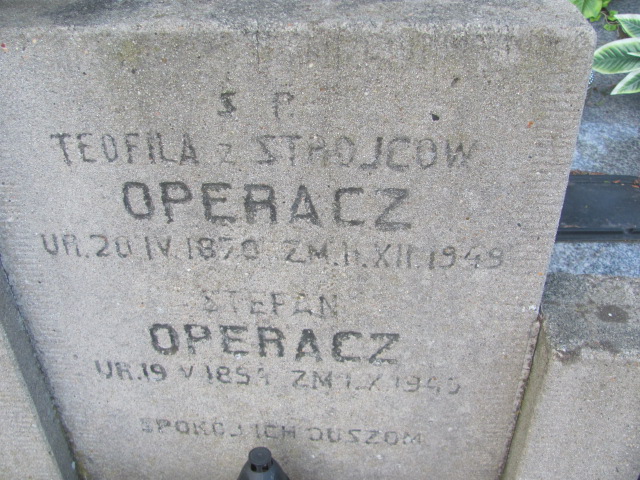 S P.
TEOFILA z STROJCOW
OPERACZ
UR. 20 IV. 1870 ZM. 11. XII. 1949
STEFAN
OPERACZ
UR. 19 V 1854 ZM 1. X 1945
SPOKOJ ICH DUSZOM